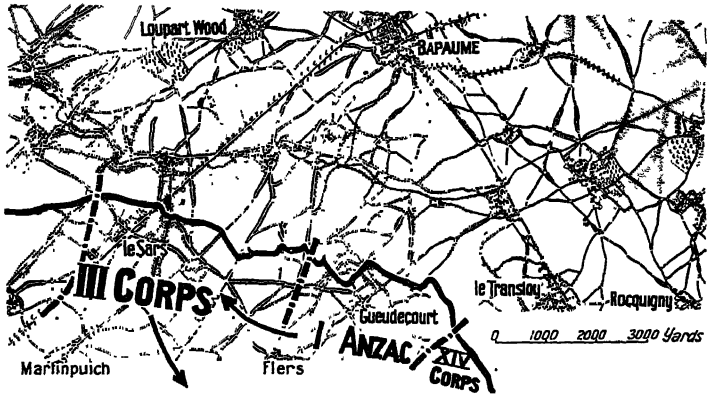 Loupart Wood
BAPAUME
le Sars
III CORPS
le Transloy
Rocquigny
Gueudecourt
0 1000 2000 3000 Yards
I ANZAC
XIV
CORPS
Martinpuich
Flers